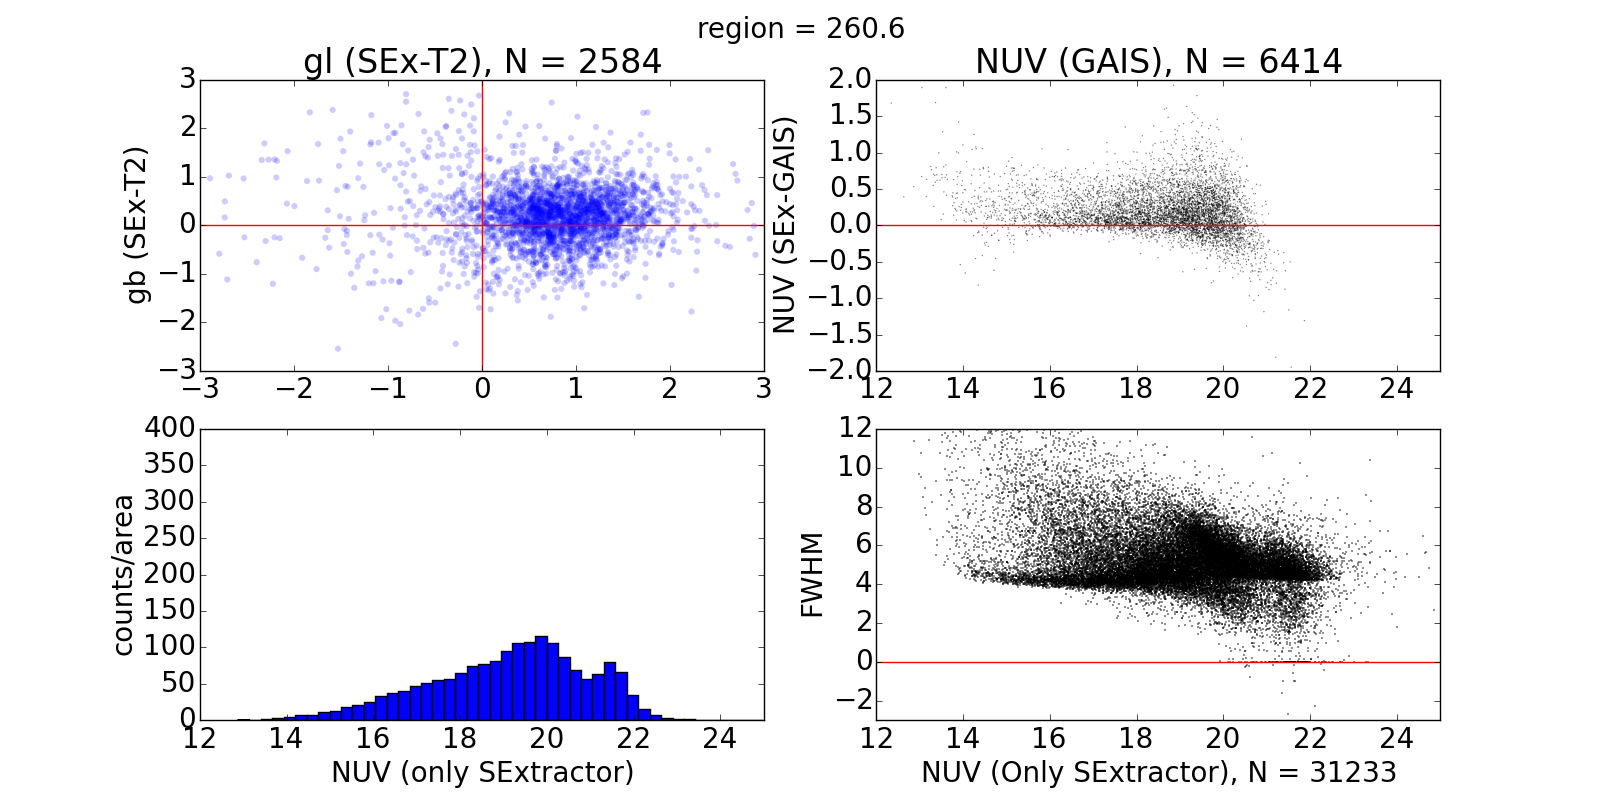 region = 260.6
gl (SEx-T2), N = 2584
NUV (GAIS), N = 6414
gb (SEx-T2)
3
2
1
0
−1
−2
−3
−3 −2 −1 0 1 2 3
NUV (SEx-GAIS)
2.0
1.5
1.0
0.5
0.0
−0.5
−1.0
−1.5
−2.0
12 14 16 18 20 22 24
counts/area
400
350
300
250
200
150
100
50
0
12 14 16 18 20 22 24
NUV (only SExtractor)
FWHM
12
10
8
6
4
2
0
−2
12 14 16 18 20 22 24
NUV (Only SExtractor), N = 31233